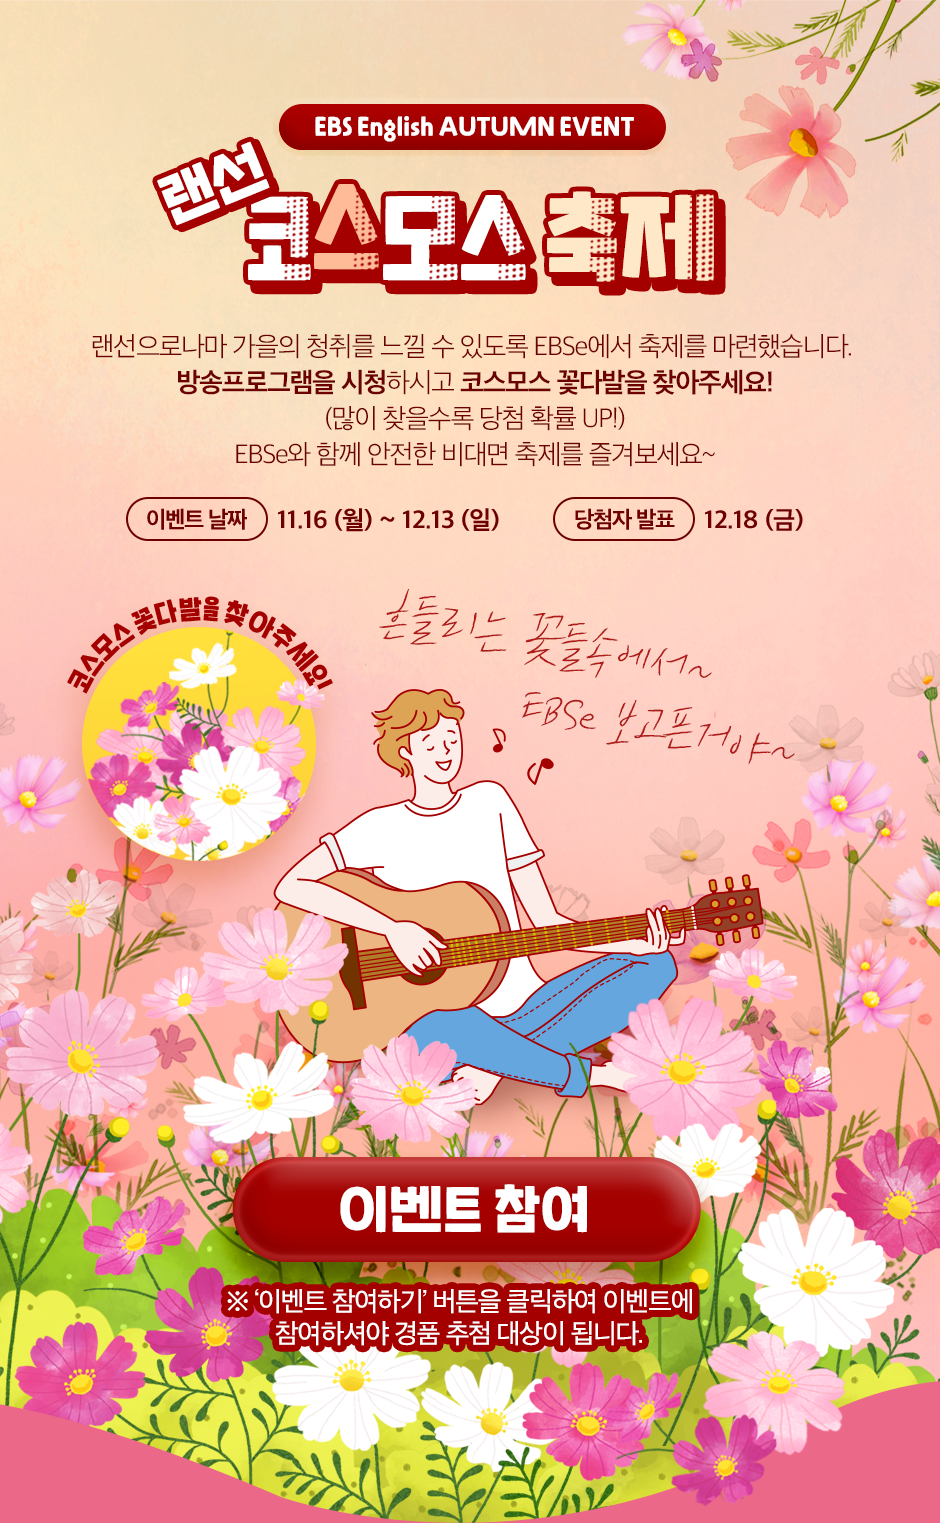 EBS English AUTUMN EVENT
랜선
코스모스 축제
랜선으로나마 가을의 청취를 느낄 수 있도록 EBSe에서 축제를 마련했습니다.
방송프로그램을 시청하시고 코스모스 꽃다발을 찾아주세요!
(많이 찾을수록 당첨 확률 UP!)
EBSe와 함께 안전한 비대면 축제를 즐겨보세요~
이벤트 날짜 11.16 (월) ~ 12.13 (일) 당첨자 발표 12.18 (금)
코스모스 꽃다발을 찾아주세요!
흔들리는 꽃들속에서~
EBSe 보고픈거야~
이벤트 참여
※ ‘이벤트 참여하기’ 버튼을 클릭하여 이벤트에
참여하셔야 경품 추첨 대상이 됩니다.